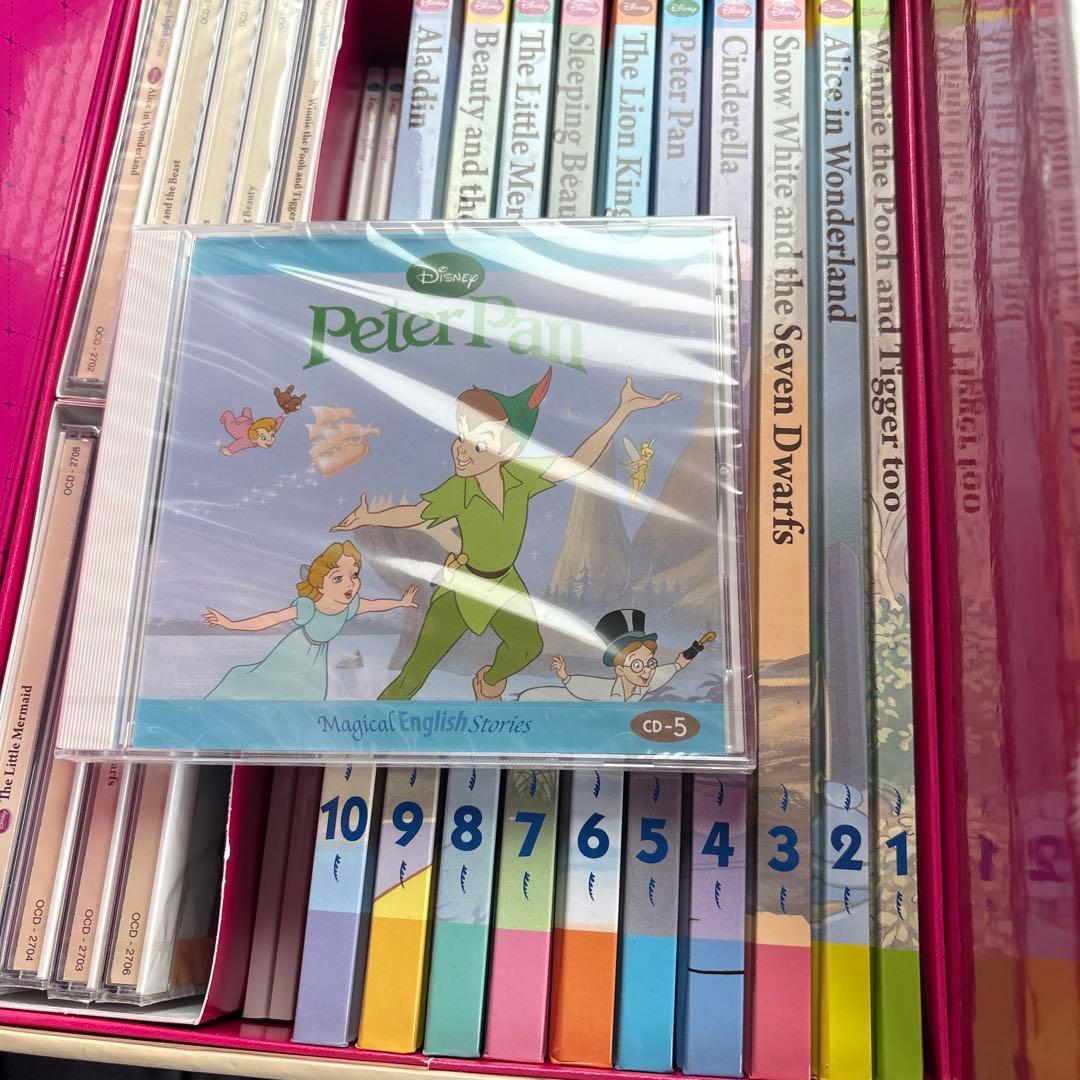 Alice in Wonderland
OCD - 2702
and the Beast
Beauty
Winnie the Pooh and Tigger
Aladdin
Beauty and the
The Little Mer
Sleeping Beau
The Lion King
Peter Pan
Cinderella
Snow White and the Seven Dwarfs
Alice in Wonderland
Winnie the Pooh and Tigger too
DISNEY
Peter Pan
Magical English Stories
CD-5
OCD - 2708
The Little Mermaid
OCD - 2704
OCD - 2703
OCD - 2706
10
9
8
7
6
5
4
3
2
1